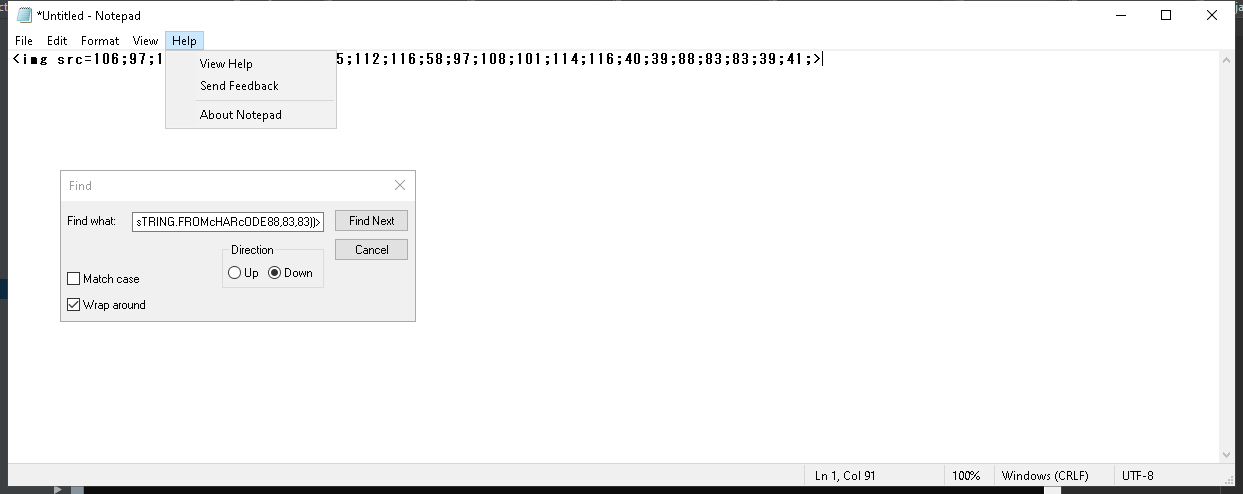 *Untitled - Notepad
File Edit Format View Help
<img src=106;97;1 5;112;116;58;97;108;101;114;116;40;39;88;83;83;39;41;>
View Help
Send Feedback
About Notepad
Find
Find what: sTRING.FROMcHARcODE88,83,83))> Find Next
Direction Cancel
Up Down
Match case
Wrap around
Ln 1, Col 91 100% Windows (CRLF) UTF-8